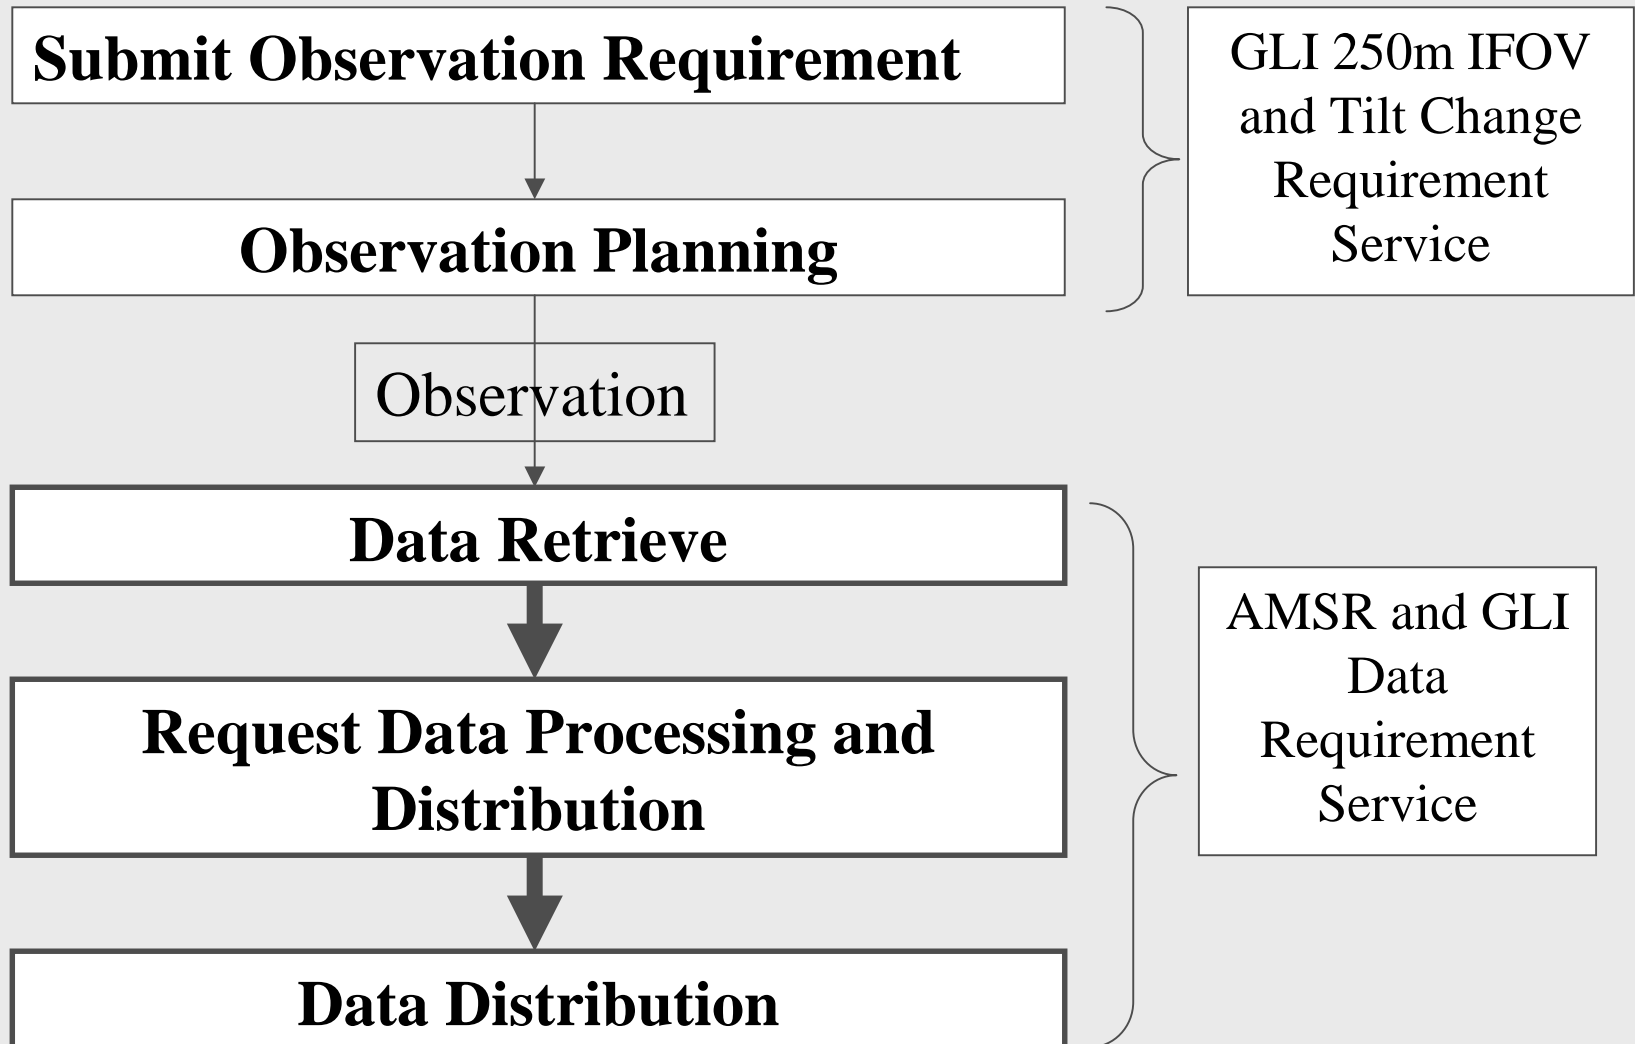 Submit Observation Requirement
GLI 250m IFOV
and Tilt Change
Requirement
Service
Observation Planning
Observation
Data Retrieve
Request Data Processing and
Distribution
AMSR and GLI
Data
Requirement
Service
Data Distribution